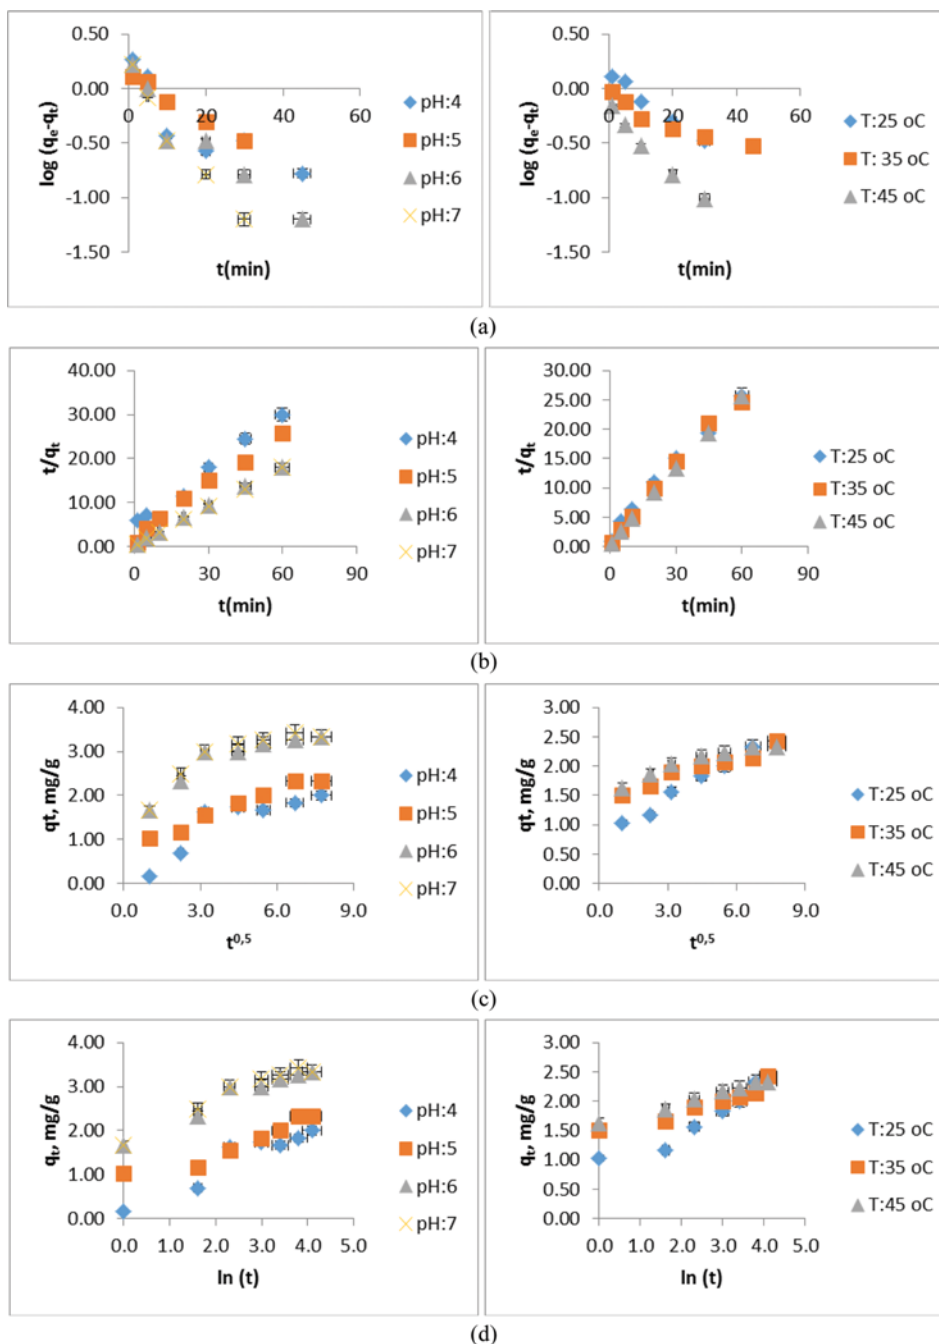 0.50
0.00
-0.50
-1.00
-1.50
0 20 40 60
log (qe-qt)
t(min)
pH:4
pH:5
pH:6
pH:7
0.50
0.00
-0.50
-1.00
-1.50
0 20 40 60
log (qe-qt)
t(min)
T:25 oC
T: 35 oC
T:45 oC
(a)
40.00
30.00
20.00
10.00
0.00
0 30 60 90
t/qt
t(min)
pH:4
pH:5
pH:6
pH:7
30.00
25.00
20.00
15.00
10.00
5.00
0.00
0 30 60 90
t/qt
t(min)
T:25 oC
T:35 oC
T:45 oC
(b)
4.00
3.00
2.00
1.00
0.00
0.0 3.0 6.0 9.0
qt, mg/g
t^0,5
pH:4
pH:5
pH:6
pH:7
3.00
2.50
2.00
1.50
1.00
0.50
0.00
0.0 3.0 6.0 9.0
qt, mg/g
t^0,5
T:25 oC
T:35 oC
T:45 oC
(c)
4.00
3.00
2.00
1.00
0.00
0.0 1.0 2.0 3.0 4.0 5.0
qt, mg/g
ln (t)
pH:4
pH:5
pH:6
pH:7
3.00
2.50
2.00
1.50
1.00
0.50
0.00
0.0 1.0 2.0 3.0 4.0 5.0
qt, mg/g
ln (t)
T:25 oC
T:35 oC
T:45 oC
(d)